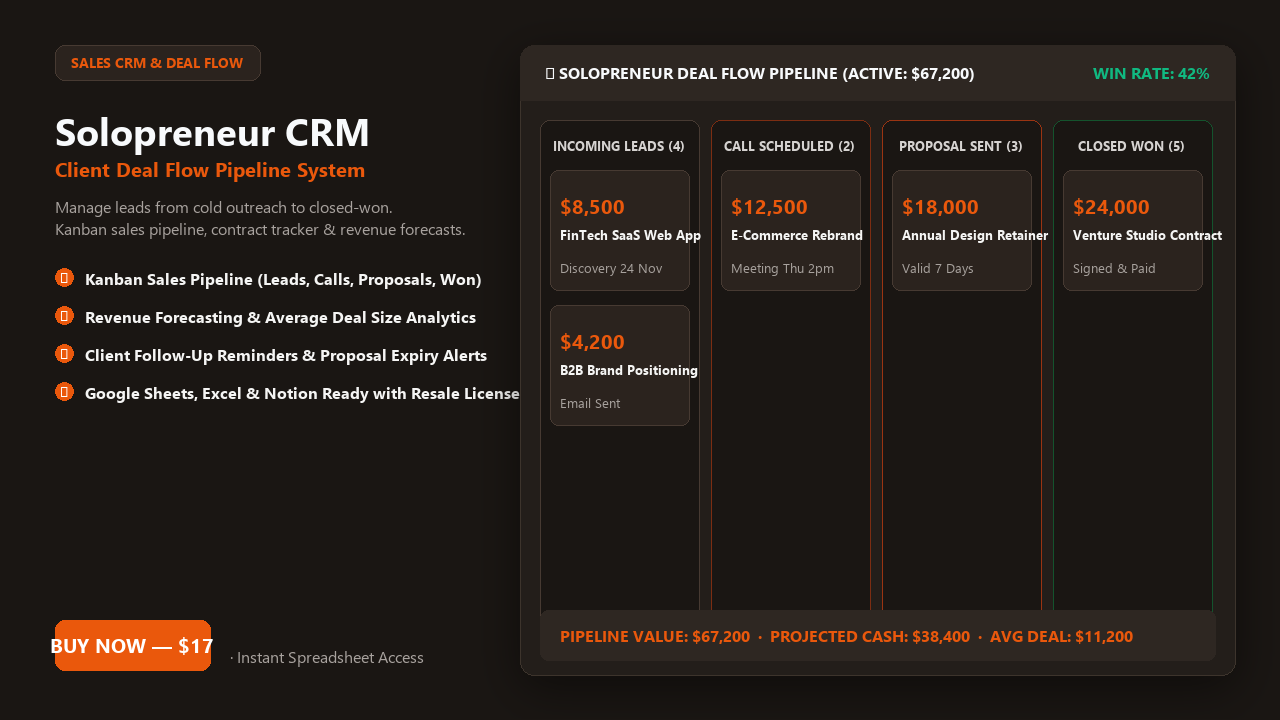 SALES CRM & DEAL FLOW
Solopreneur CRM
Client Deal Flow Pipeline System
Manage leads from cold outreach to closed-won.
Kanban sales pipeline, contract tracker & revenue forecasts.
Kanban Sales Pipeline (Leads, Calls, Proposals, Won)
Revenue Forecasting & Average Deal Size Analytics
Client Follow-Up Reminders & Proposal Expiry Alerts
Google Sheets, Excel & Notion Ready with Resale License
BUY NOW — $17
· Instant Spreadsheet Access
SOLOPRENEUR DEAL FLOW PIPELINE (ACTIVE: $67,200)
WIN RATE: 42%
INCOMING LEADS (4)
$8,500
FinTech SaaS Web App
Discovery 24 Nov
$4,200
B2B Brand Positioning
Email Sent
CALL SCHEDULED (2)
$12,500
E-Commerce Rebrand
Meeting Thu 2pm
PROPOSAL SENT (3)
$18,000
Annual Design Retainer
Valid 7 Days
CLOSED WON (5)
$24,000
Venture Studio Contract
Signed & Paid
PIPELINE VALUE: $67,200 · PROJECTED CASH: $38,400 · AVG DEAL: $11,200